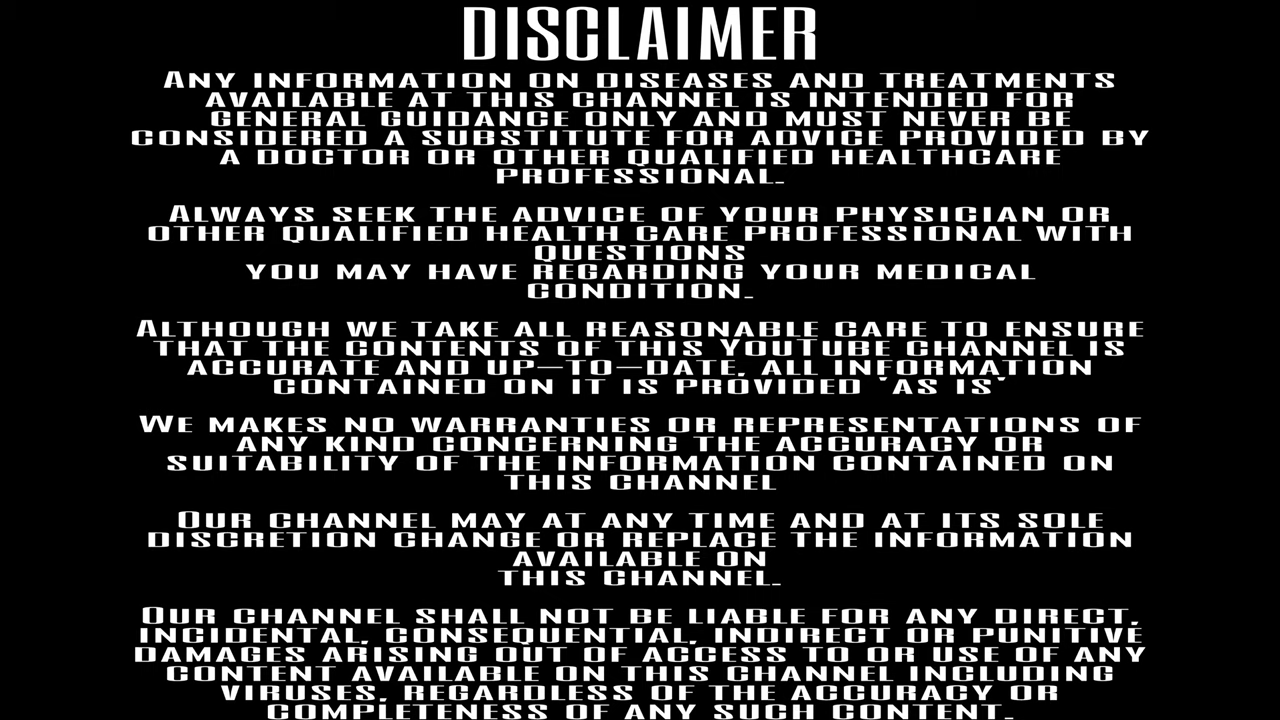 DISCLAIMER
ANY INFORMATION ON DISEASES AND TREATMENTS
AVAILABLE AT THIS CHANNEL IS INTENDED FOR
GENERAL GUIDANCE ONLY AND MUST NEVER BE
CONSIDERED A SUBSTITUTE FOR ADVICE PROVIDED BY
A DOCTOR OR OTHER QUALIFIED HEALTHCARE
PROFESSIONAL.
ALWAYS SEEK THE ADVICE OF YOUR PHYSICIAN OR
OTHER QUALIFIED HEALTH CARE PROFESSIONAL WITH
QUESTIONS
YOU MAY HAVE REGARDING YOUR MEDICAL
CONDITION.
ALTHOUGH WE TAKE ALL REASONABLE CARE TO ENSURE
THAT THE CONTENTS OF THIS YOUTUBE CHANNEL IS
ACCURATE AND UP-TO-DATE, ALL INFORMATION
CONTAINED ON IT IS PROVIDED 'AS IS'
WE MAKES NO WARRANTIES OR REPRESENTATIONS OF
ANY KIND CONCERNING THE ACCURACY OR
SUITABILITY OF THE INFORMATION CONTAINED ON
THIS CHANNEL
OUR CHANNEL MAY AT ANY TIME AND AT ITS SOLE
DISCRETION CHANGE OR REPLACE THE INFORMATION
AVAILABLE ON
THIS CHANNEL.
OUR CHANNEL SHALL NOT BE LIABLE FOR ANY DIRECT,
INCIDENTAL, CONSEQUENTIAL, INDIRECT OR PUNITIVE
DAMAGES ARISING OUT OF ACCESS TO OR USE OF ANY
CONTENT AVAILABLE ON THIS CHANNEL INCLUDING
VIRUSES, REGARDLESS OF THE ACCURACY OR
COMPLETENESS OF ANY SUCH CONTENT.